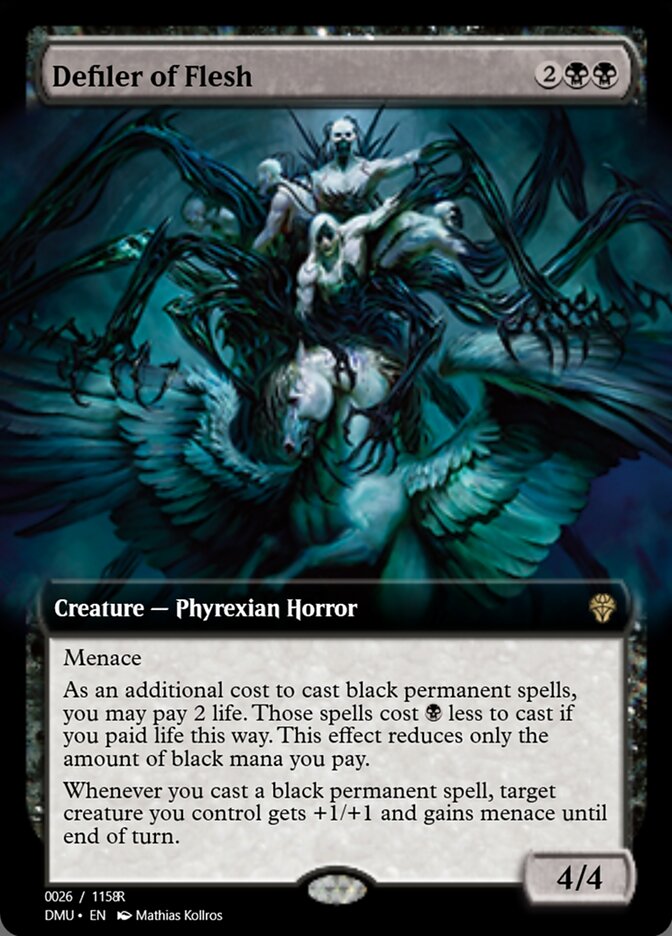 Defiler of Flesh 2
Creature — Phyrexian Horror
Menace
As an additional cost to cast black permanent spells,
you may pay 2 life. Those spells cost less to cast if
you paid life this way. This effect reduces only the
amount of black mana you pay.
Whenever you cast a black permanent spell, target
creature you control gets +1/+1 and gains menace until
end of turn.
4/4
0026 / 1158R
DMU • EN Mathias Kollros